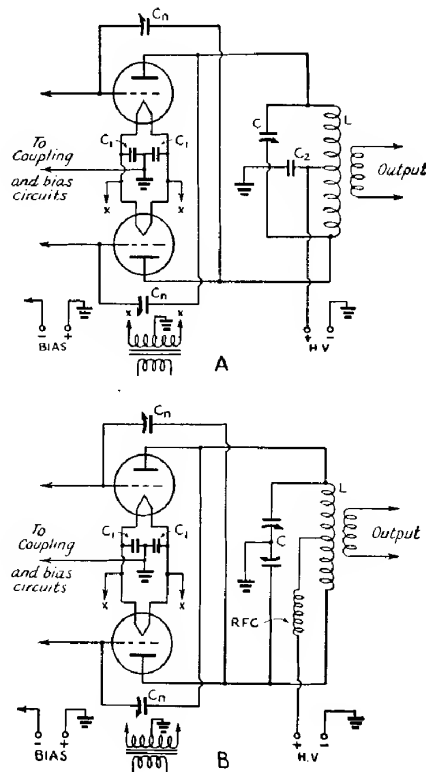 Cn
C
L
C₁ C₁
To
Coupling
and bias
circuits
C₂
Output
x x
Cn
x x
- +
BIAS
+ -
H.V
A
Cn
L
C₁ C₁
To
Coupling
and bias
circuits
C
Output
x x
RFC
Cn
- +
BIAS
+ -
H.V
B